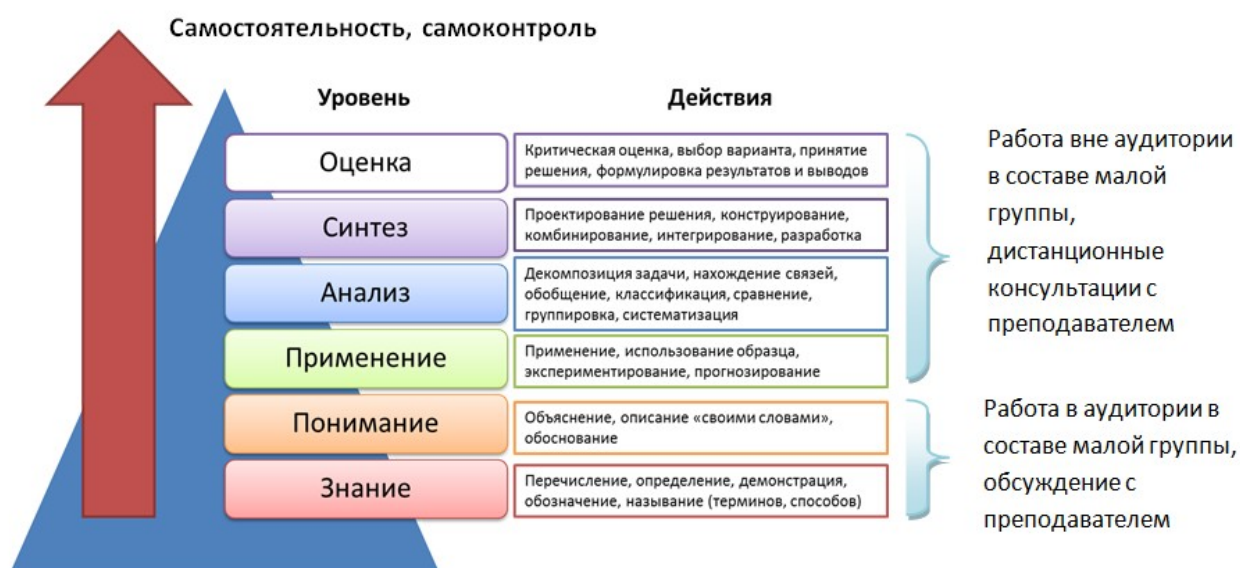 Самостоятельность, самоконтроль
Уровень
Действия
Оценка
Критическая оценка, выбор варианта, принятие
решения, формулировка результатов и выводов
Синтез
Проектирование решения, конструирование,
комбинирование, интегрирование, разработка
Анализ
Декомпозиция задачи, нахождение связей,
обобщение, классификация, сравнение,
группировка, систематизация
Применение
Применение, использование образца,
экспериментирование, прогнозирование
Понимание
Объяснение, описание «своими словами»,
обоснование
Знание
Перечисление, определение, демонстрация,
обозначение, называние (терминов, способов)
Работа вне аудитории
в составе малой
группы,
дистанционные
консультации с
преподавателем
Работа в аудитории в
составе малой группы,
обсуждение с
преподавателем